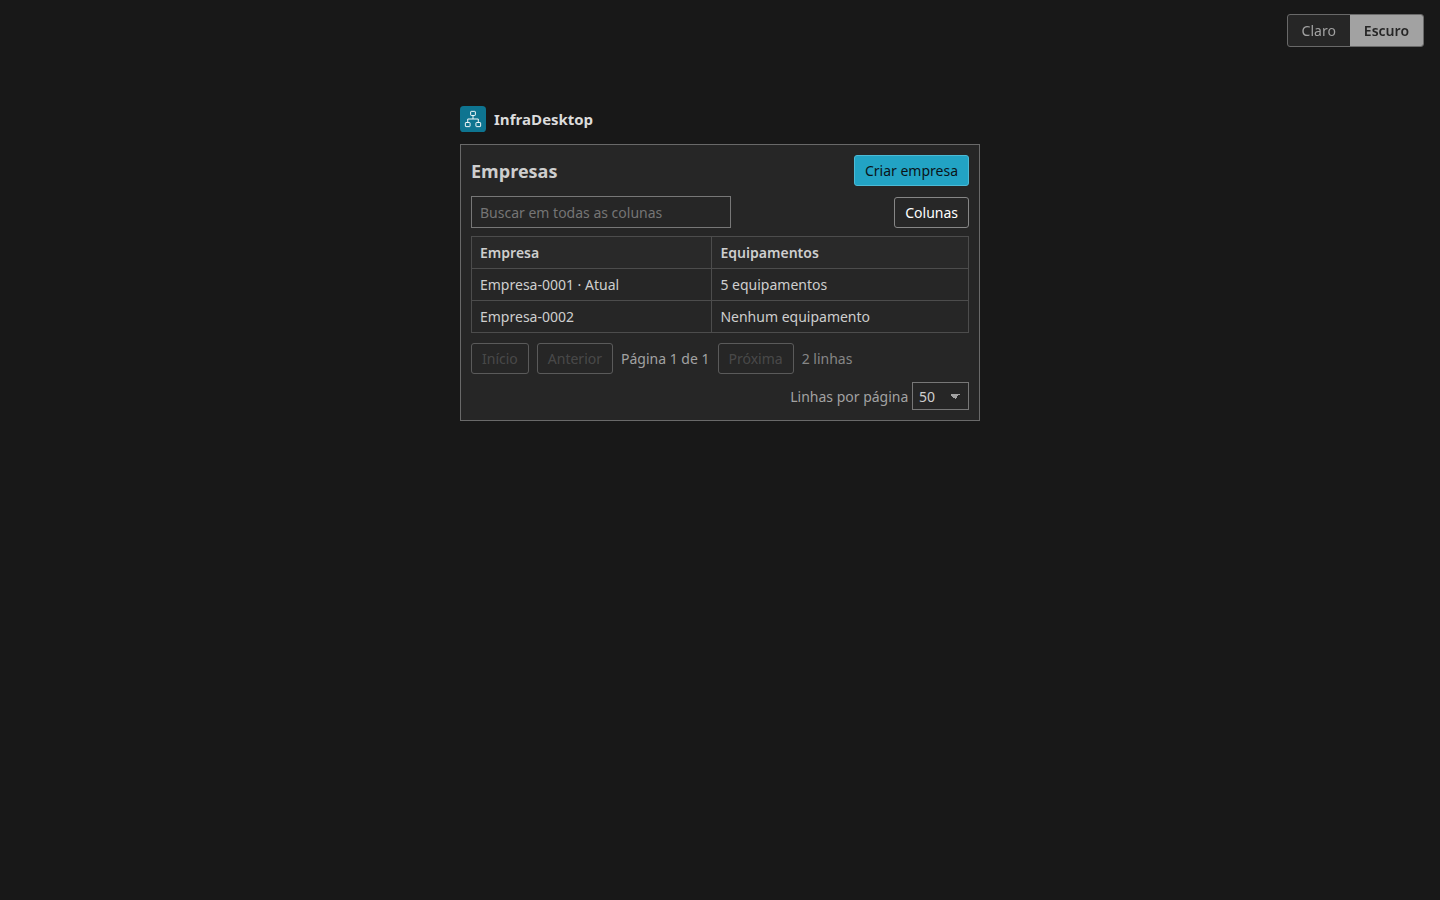 Claro Escuro
InfraDesktop
Empresas Criar empresa
Buscar em todas as colunas Colunas
Empresa Equipamentos
Empresa-0001 · Atual 5 equipamentos
Empresa-0002 Nenhum equipamento
Início Anterior Página 1 de 1 Próxima 2 linhas
Linhas por página 50